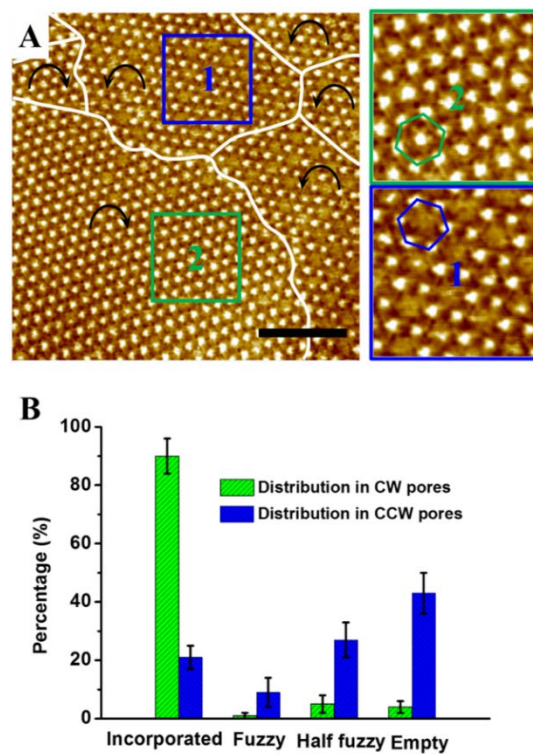 A
1
2
2
1
B
100
80
60
40
20
0
Percentage (%)
Distribution in CW pores
Distribution in CCW pores
Incorporated Fuzzy Half fuzzy Empty